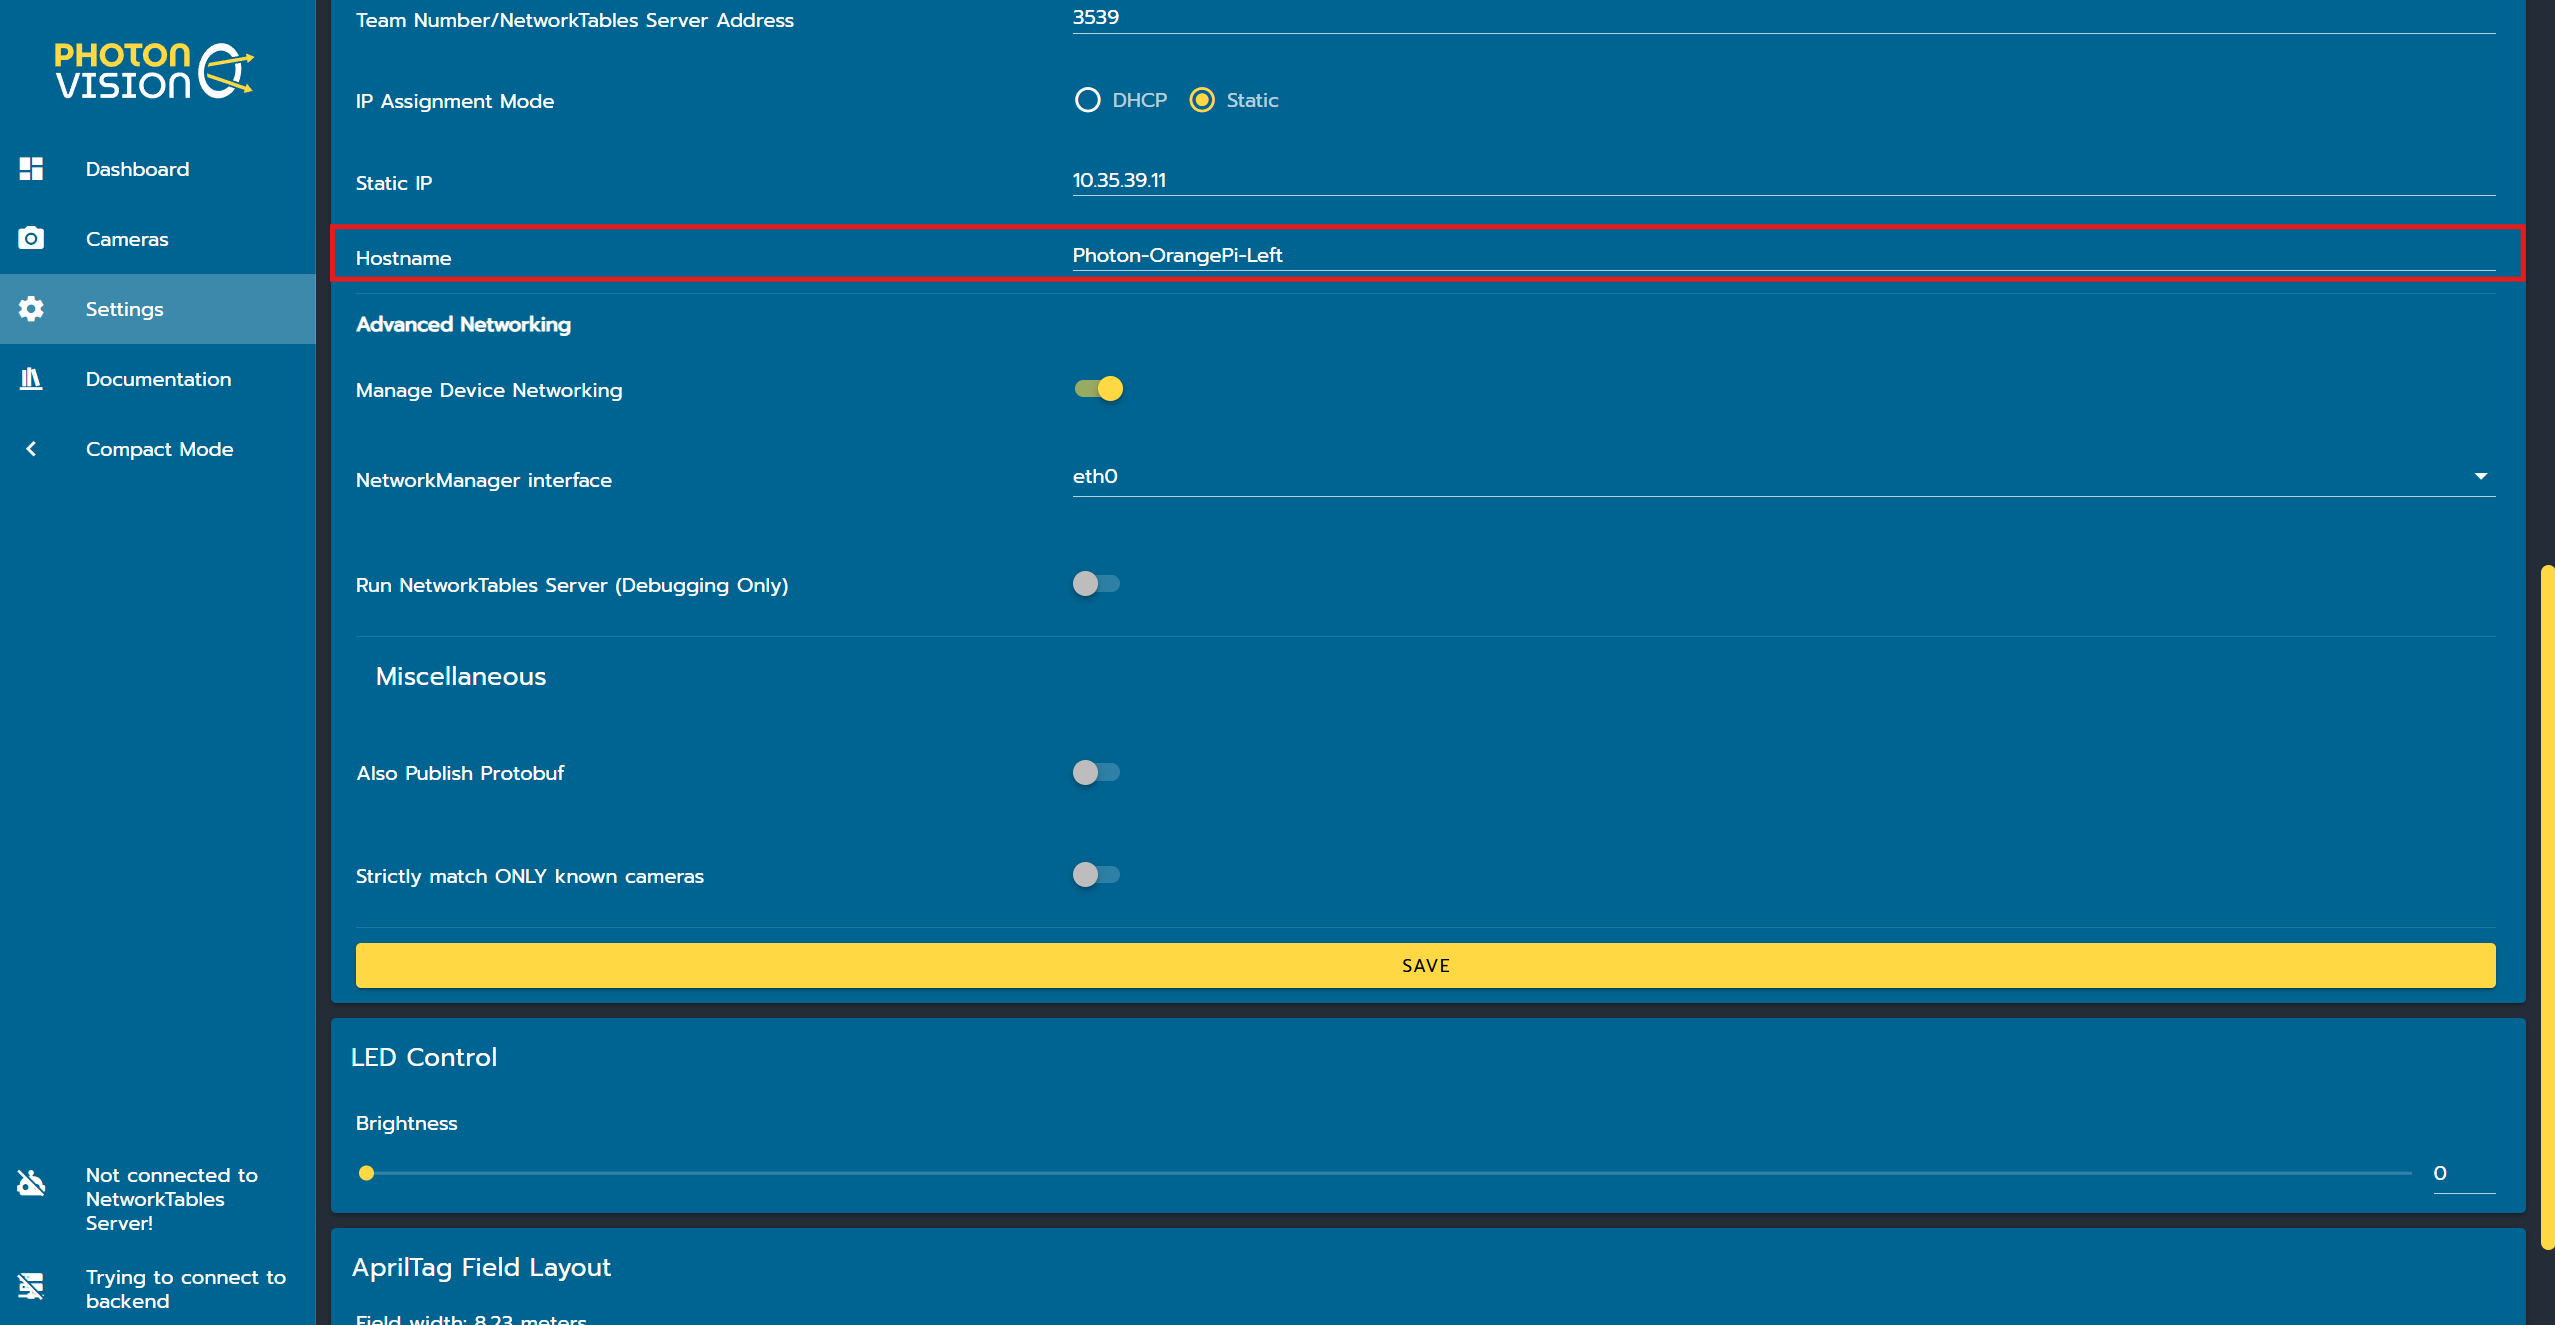 PHOTON
VISION
Dashboard
Cameras
Settings
Documentation
Compact Mode
Not connected to
NetworkTables
Server!
Trying to connect to
backend
Team Number/NetworkTables Server Address 3539
IP Assignment Mode DHCP Static
Static IP 10.35.39.11
Hostname Photon-OrangePi-Left
Advanced Networking
Manage Device Networking
NetworkManager interface eth0
Run NetworkTables Server (Debugging Only)
Miscellaneous
Also Publish Protobuf
Strictly match ONLY known cameras
SAVE
LED Control
Brightness
0
AprilTag Field Layout
Field width: 8.23 meters